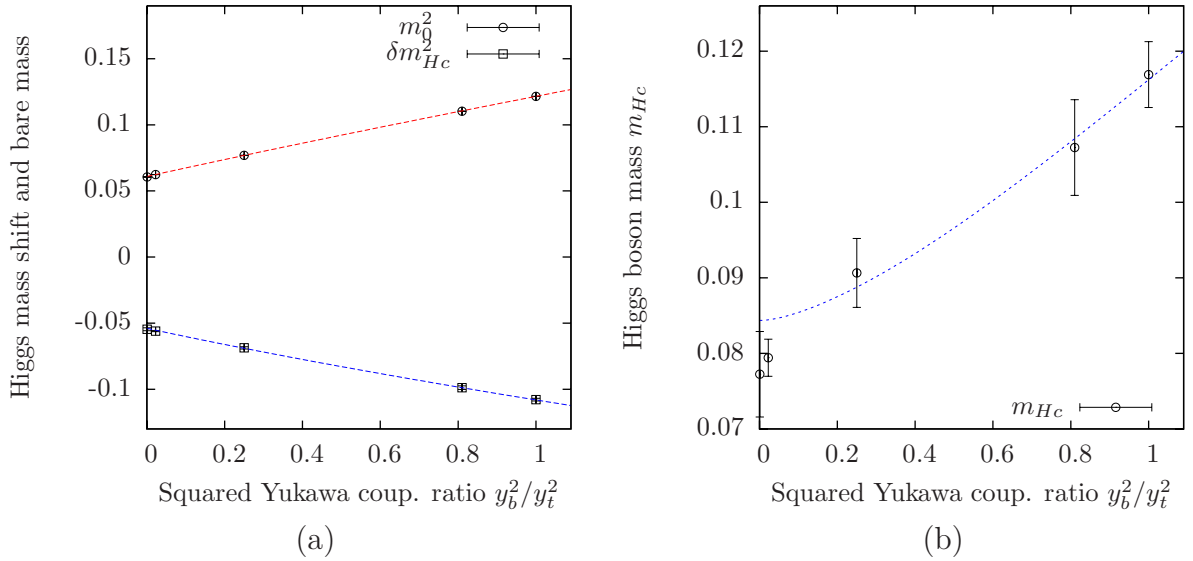 Higgs mass shift and bare mass
0.15
0.1
0.05
0
-0.05
-0.1
0 0.2 0.4 0.6 0.8 1
Squared Yukawa coup. ratio $y_b^2/y_t^2$
$m_0^2$
$\delta m_{Hc}^2$
(a)
Higgs boson mass $m_{Hc}$
0.12
0.11
0.1
0.09
0.08
0.07
0 0.2 0.4 0.6 0.8 1
Squared Yukawa coup. ratio $y_b^2/y_t^2$
$m_{Hc}$
(b)